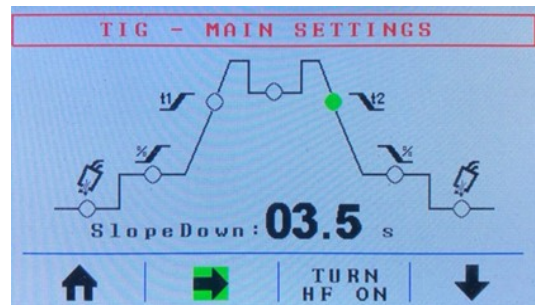 TIG - MAIN SETTINGS
t1
t2
%
%
SlopeDown: 03.5 s
TURN
HF ON